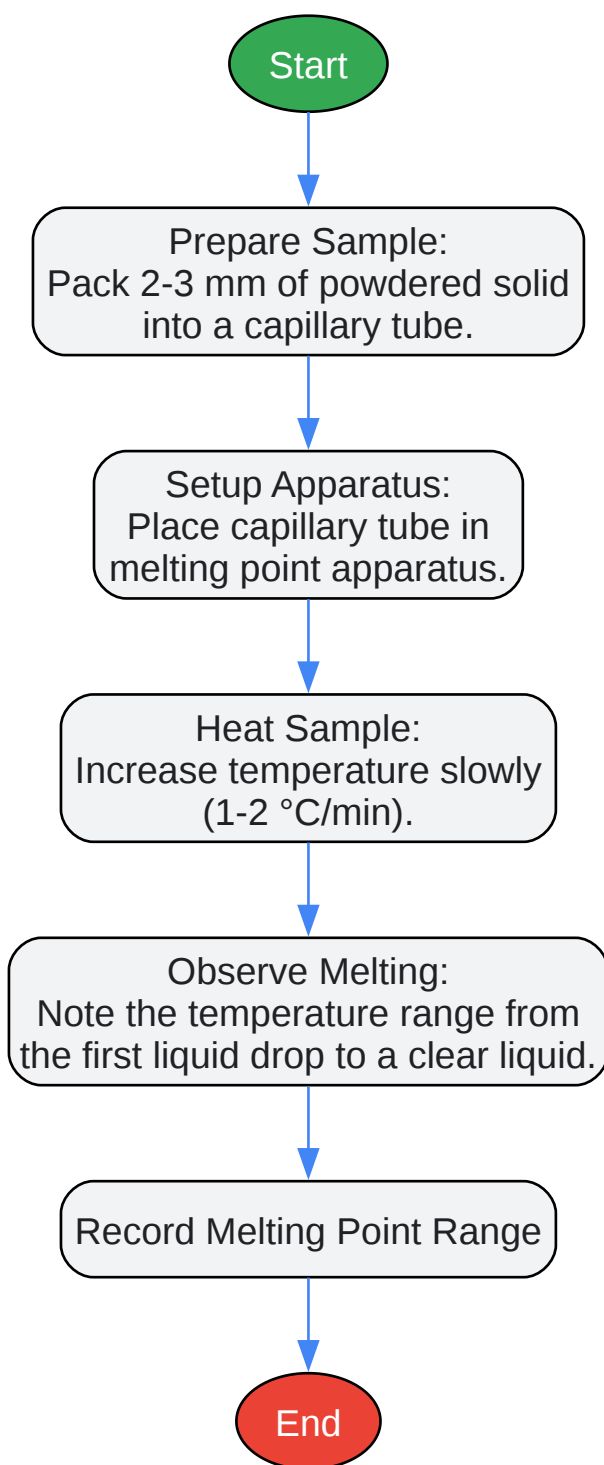 Start
Prepare Sample:
Pack 2-3 mm of powdered solid
into a capillary tube.
Setup Apparatus:
Place capillary tube in
melting point apparatus.
Heat Sample:
Increase temperature slowly
(1-2 °C/min).
Observe Melting:
Note the temperature range from
the first liquid drop to a clear liquid.
Record Melting Point Range
End